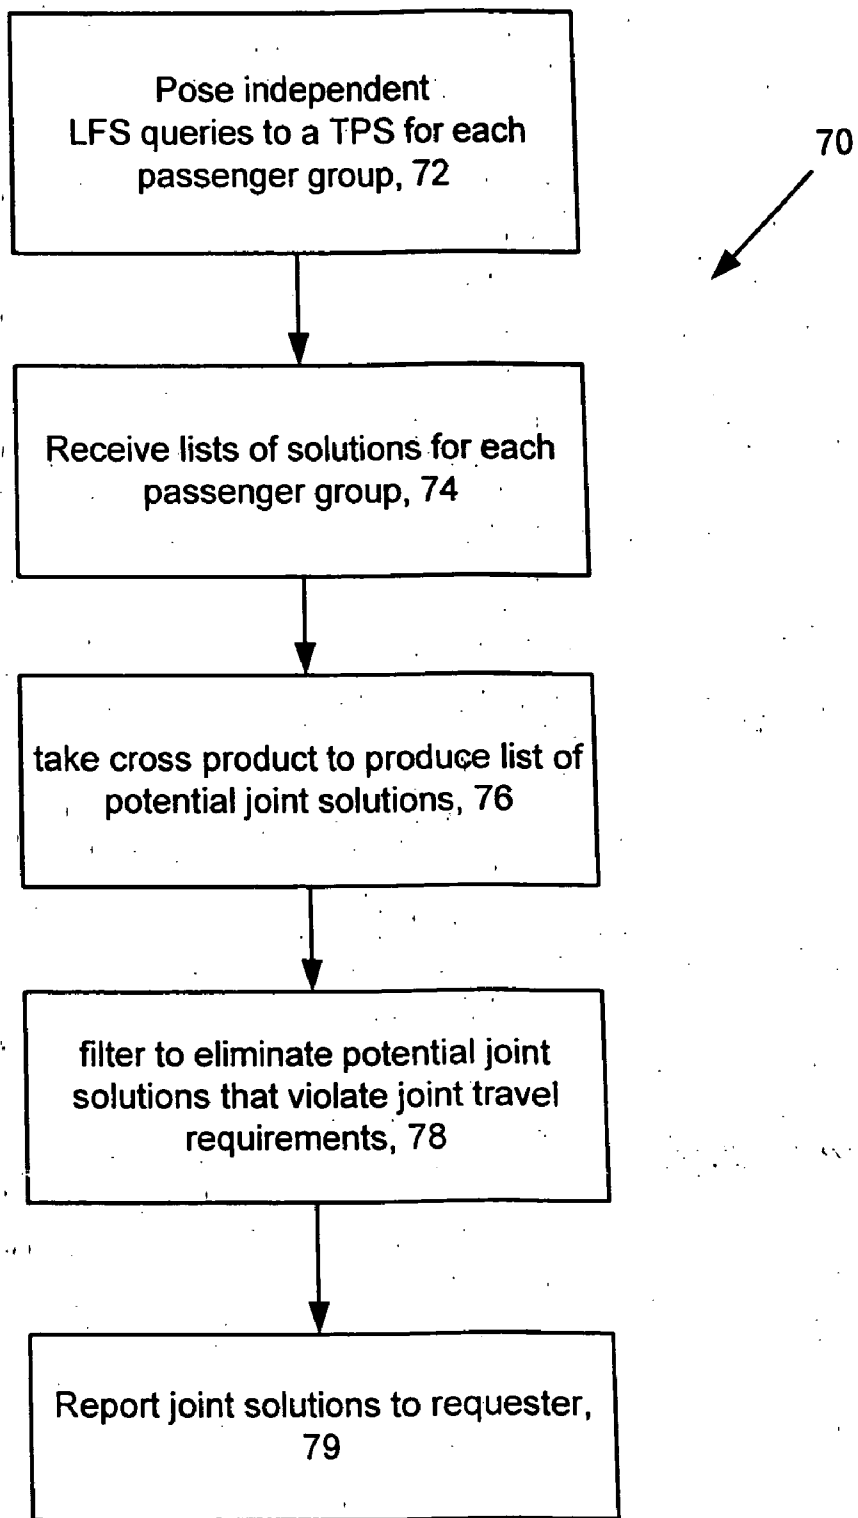 Pose independent
LFS queries to a TPS for each
passenger group, 72
70
Receive lists of solutions for each
passenger group, 74
take cross product to produce list of
potential joint solutions, 76
filter to eliminate potential joint
solutions that violate joint travel
requirements, 78
Report joint solutions to requester,
79